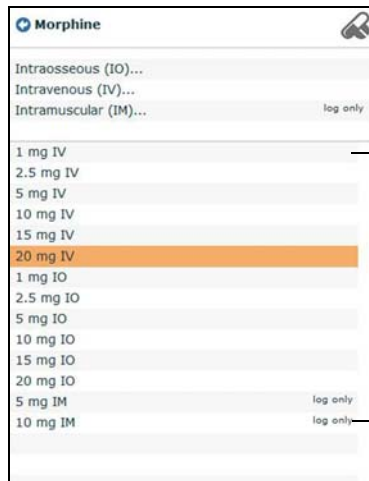 Morphine
Intraosseous (IO)...
Intravenous (IV)...
Intramuscular (IM)... log only
1 mg IV
2.5 mg IV
5 mg IV
10 mg IV
15 mg IV
20 mg IV
1 mg IO
2.5 mg IO
5 mg IO
10 mg IO
15 mg IO
20 mg IO
5 mg IM log only
10 mg IM log only